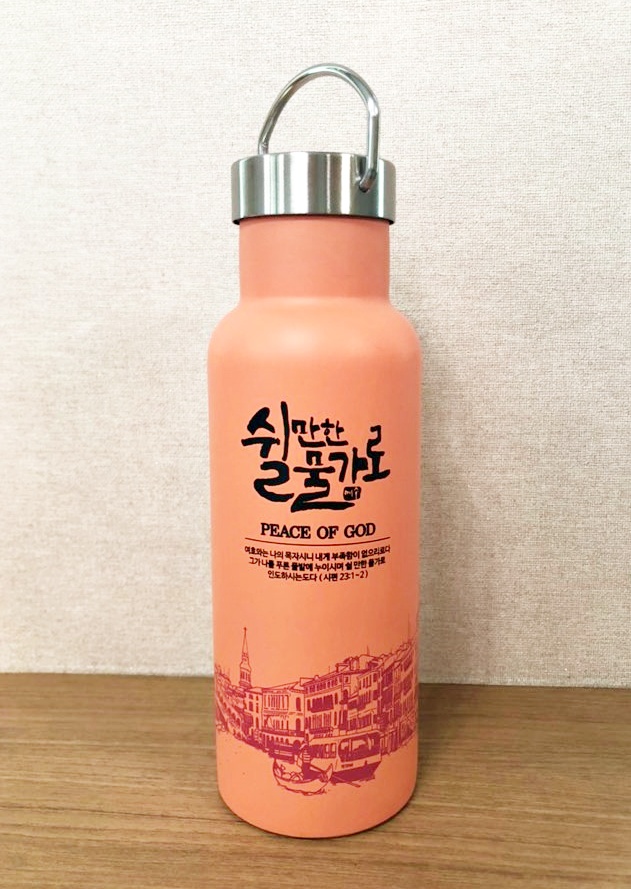 쉴만한
물가로
PEACE OF GOD
여호와는 나의 목자시니 내게 부족함이 없으리로다
그가 나를 푸른 풀밭에 누이시며 쉴 만한 물가로
인도하시는도다 ( 시편 23:1~2 )